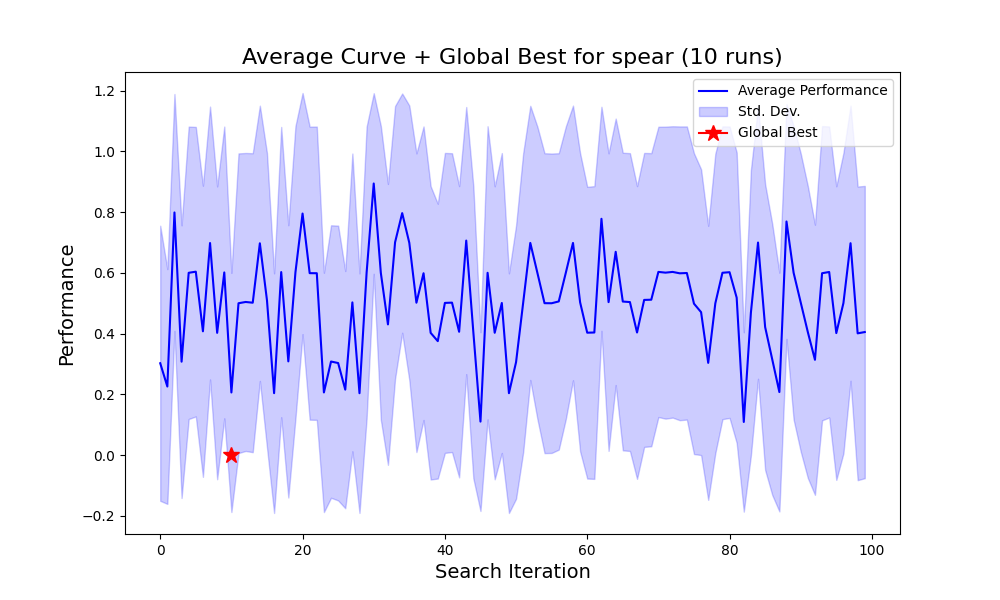 Average Curve + Global Best for spear (10 runs)
Average Performance
Std. Dev.
Global Best
Performance
1.2
1.0
0.8
0.6
0.4
0.2
0.0
−0.2
0
20
40
60
80
100
Search Iteration